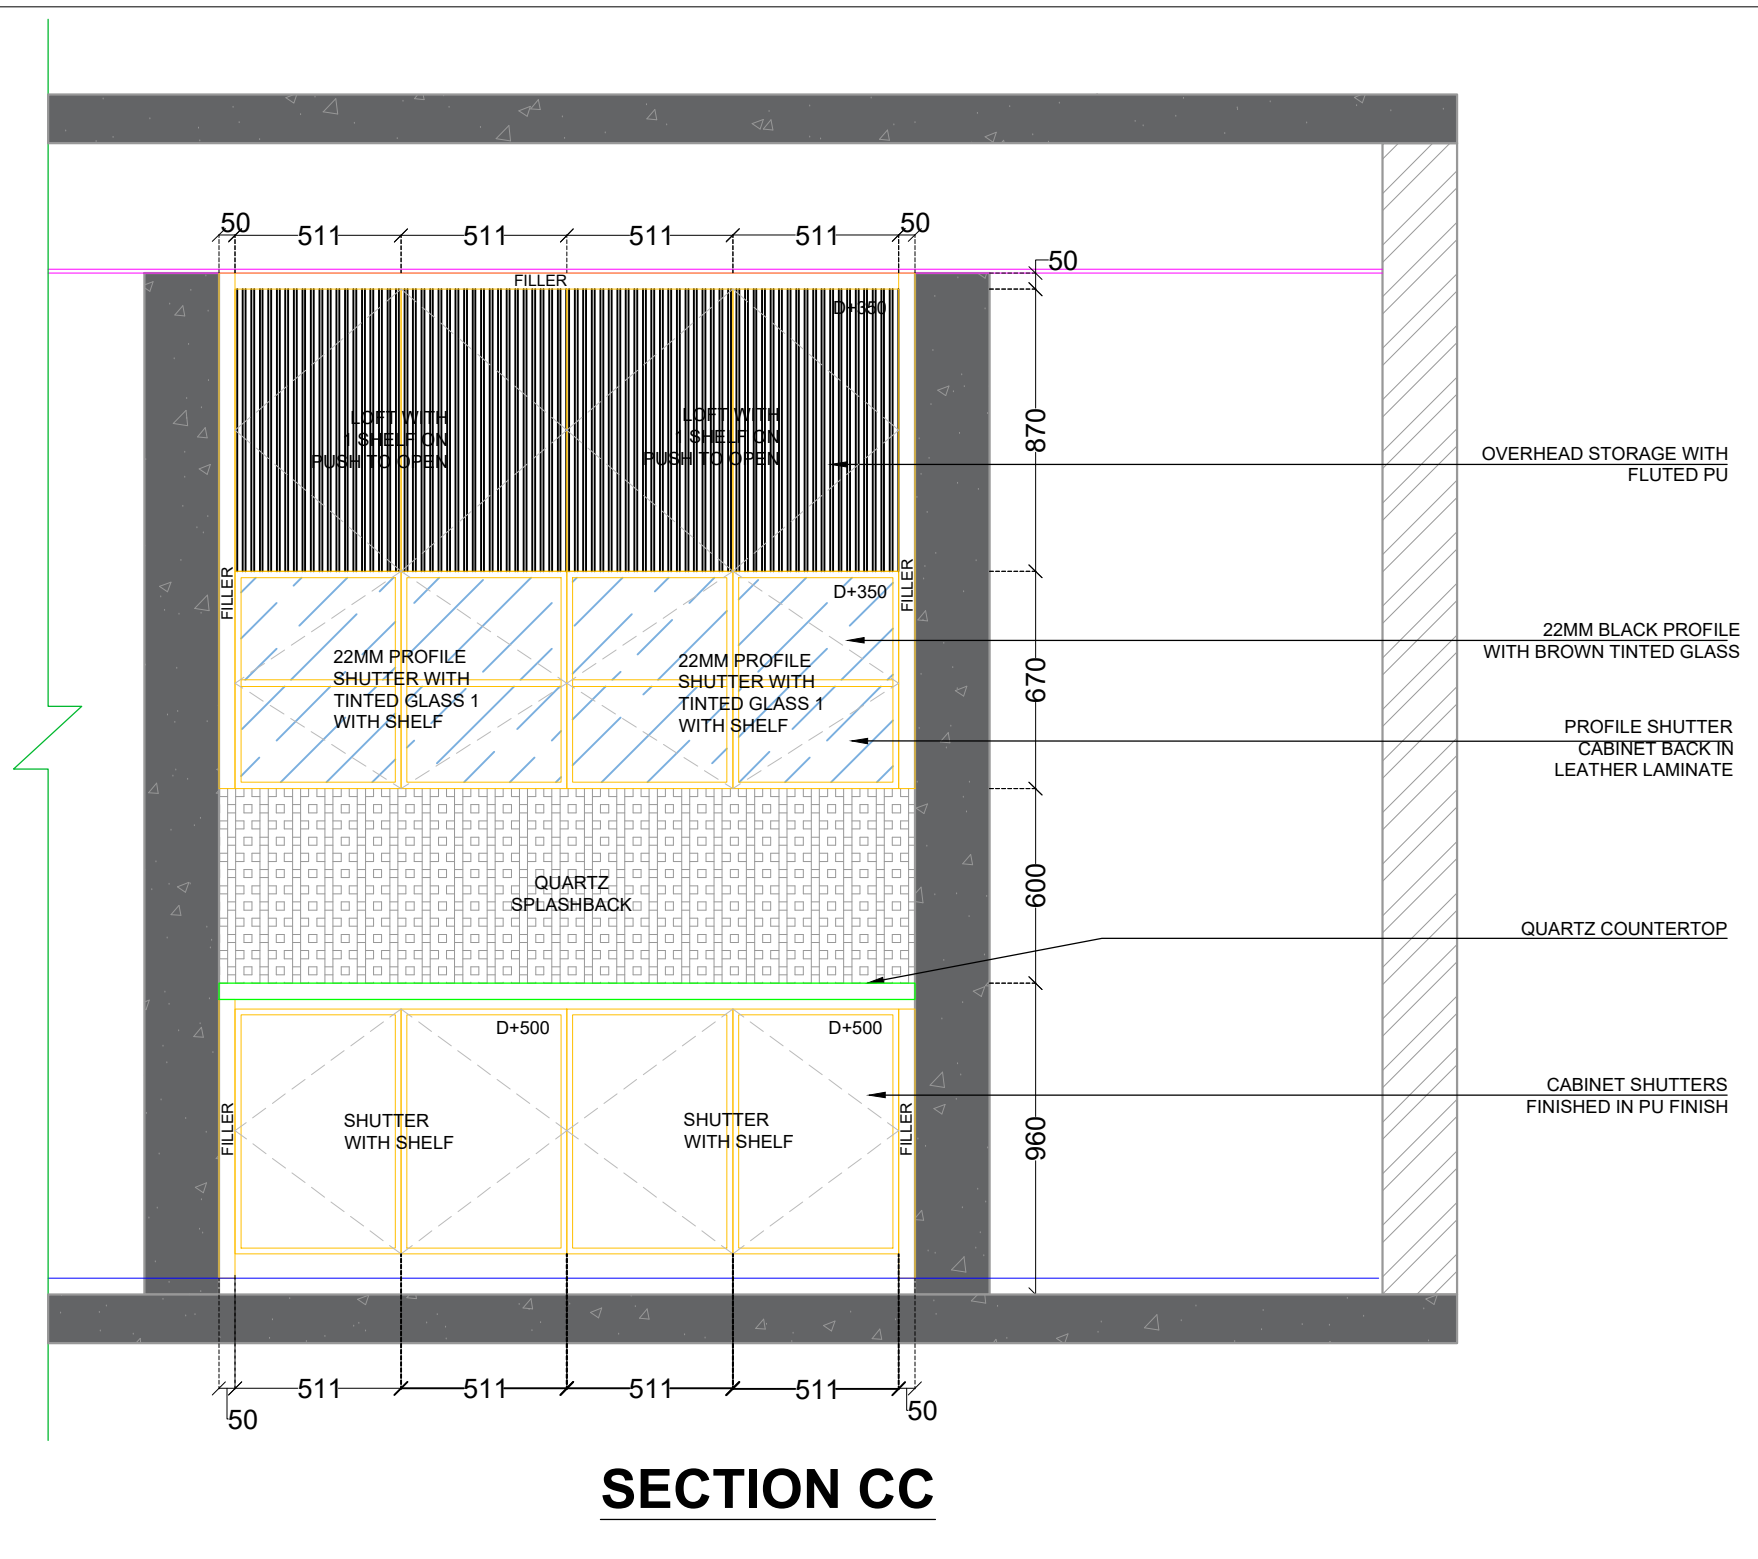 50
511
511
511
511
50
50
FILLER
D+350
870
LOFT WITH
1 SHELF ON
PUSH TO OPEN
LOFT WITH
1 SHELF ON
PUSH TO OPEN
OVERHEAD STORAGE WITH
FLUTED PU
FILLER
FILLER
D+350
22MM PROFILE
SHUTTER WITH
TINTED GLASS 1
WITH SHELF
22MM PROFILE
SHUTTER WITH
TINTED GLASS 1
WITH SHELF
670
22MM BLACK PROFILE
WITH BROWN TINTED GLASS
PROFILE SHUTTER
CABINET BACK IN
LEATHER LAMINATE
QUARTZ
SPLASHBACK
600
QUARTZ COUNTERTOP
D+500
D+500
FILLER
SHUTTER
WITH SHELF
SHUTTER
WITH SHELF
FILLER
960
CABINET SHUTTERS
FINISHED IN PU FINISH
50
511
511
511
511
50
SECTION CC